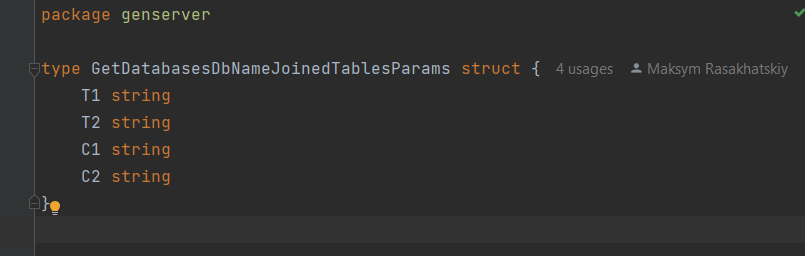 package genserver
type GetDatabasesDbNameJoinedTablesParams struct { 4 usages Maksym Rasakhatskiy
T1 string
T2 string
C1 string
C2 string
}